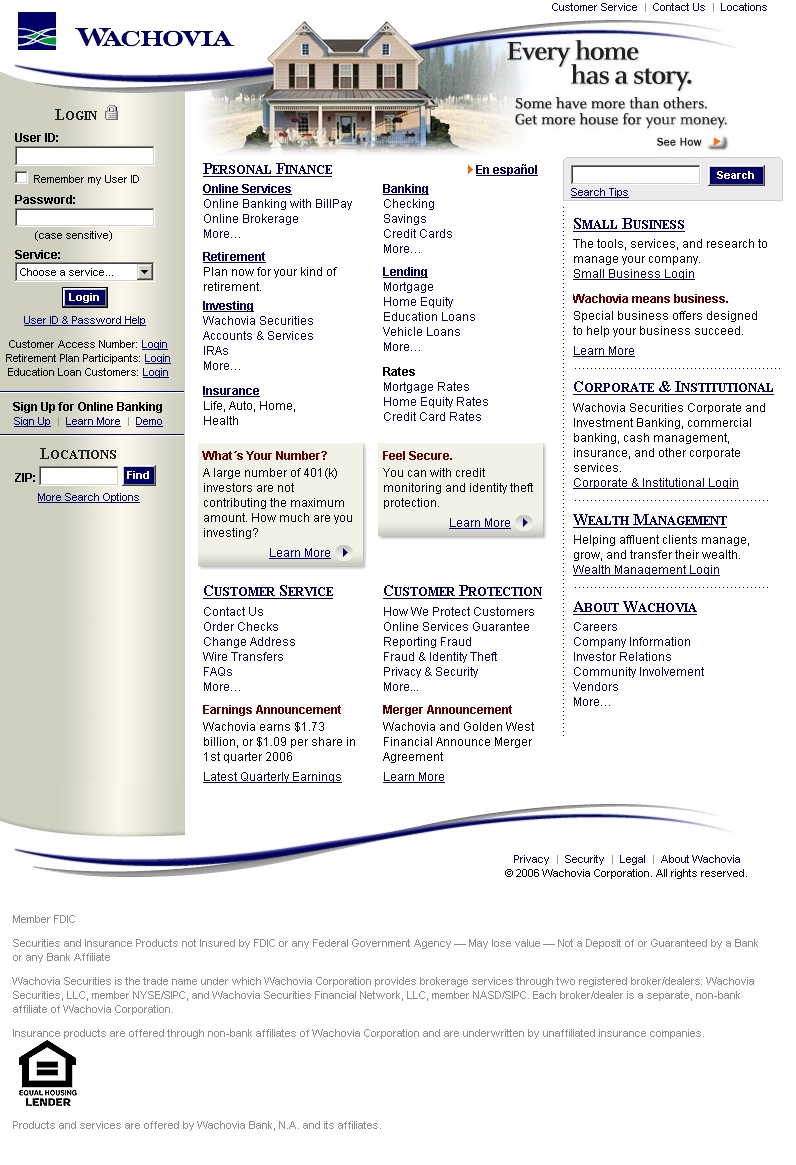 Customer Service | Contact Us | Locations
WACHOVIA
Every home
has a story.
Some have more than others.
Get more house for your money.
See How
LOGIN
User ID:
Remember my User ID
Password:
(case sensitive)
Service:
Choose a service...
Login
User ID & Password Help
Customer Access Number: Login
Retirement Plan Participants: Login
Education Loan Customers: Login
Sign Up for Online Banking
Sign Up | Learn More | Demo
LOCATIONS
ZIP: Find
More Search Options
PERSONAL FINANCE
En español
Online Services
Online Banking with BillPay
Online Brokerage
More...
Retirement
Plan now for your kind of
retirement.
Investing
Wachovia Securities
Accounts & Services
IRAs
More...
Insurance
Life, Auto, Home,
Health
Banking
Checking
Savings
Credit Cards
More...
Lending
Mortgage
Home Equity
Education Loans
Vehicle Loans
More...
Rates
Mortgage Rates
Home Equity Rates
Credit Card Rates
What´s Your Number?
A large number of 401(k)
investors are not
contributing the maximum
amount. How much are you
investing?
Learn More
Feel Secure.
You can with credit
monitoring and identity theft
protection.
Learn More
CUSTOMER SERVICE
Contact Us
Order Checks
Change Address
Wire Transfers
FAQs
More...
Earnings Announcement
Wachovia earns $1.73
billion, or $1.09 per share in
1st quarter 2006
Latest Quarterly Earnings
CUSTOMER PROTECTION
How We Protect Customers
Online Services Guarantee
Reporting Fraud
Fraud & Identity Theft
Privacy & Security
More...
Merger Announcement
Wachovia and Golden West
Financial Announce Merger
Agreement
Learn More
Search
Search Tips
SMALL BUSINESS
The tools, services, and research to
manage your company.
Small Business Login
Wachovia means business.
Special business offers designed
to help your business succeed.
Learn More
CORPORATE & INSTITUTIONAL
Wachovia Securities Corporate and
Investment Banking, commercial
banking, cash management,
insurance, and other corporate
services.
Corporate & Institutional Login
WEALTH MANAGEMENT
Helping affluent clients manage,
grow, and transfer their wealth.
Wealth Management Login
ABOUT WACHOVIA
Careers
Company Information
Investor Relations
Community Involvement
Vendors
More...
Privacy | Security | Legal | About Wachovia
© 2006 Wachovia Corporation. All rights reserved.
Member FDIC
Securities and Insurance Products not Insured by FDIC or any Federal Government Agency — May lose value — Not a Deposit of or Guaranteed by a Bank
or any Bank Affiliate
Wachovia Securities is the trade name under which Wachovia Corporation provides brokerage services through two registered broker/dealers: Wachovia
Securities, LLC, member NYSE/SIPC, and Wachovia Securities Financial Network, LLC, member NASD/SIPC. Each broker/dealer is a separate, non-bank
affiliate of Wachovia Corporation.
Insurance products are offered through non-bank affiliates of Wachovia Corporation and are underwritten by unaffiliated insurance companies.
EQUAL HOUSING
LENDER
Products and services are offered by Wachovia Bank, N.A. and its affiliates.